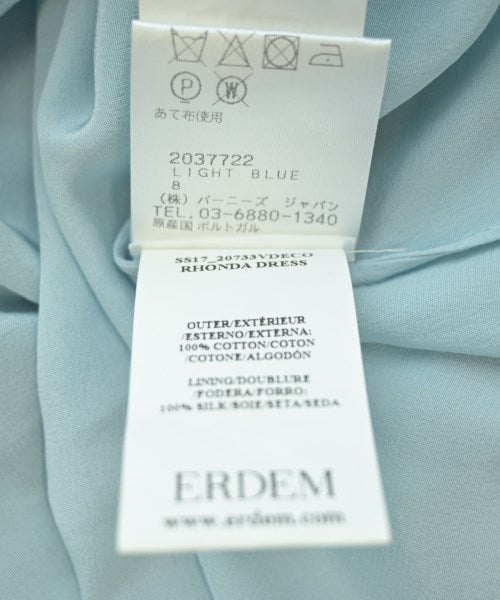 P
W
あて布使用
2037722
LIGHT BLUE
8
(株) バーニーズ ジャパン
TEL. 03-6880-1340
原産国 ポルトガル
SS17_20733VDECO
RHONDA DRESS
OUTER/EXTÉRIEUR
/ESTERNO/EXTERNA:
100% COTTON/COTON
/COTONE/ALGODÓN
LINING/DOUBLURE
/FODERA/FORRO:
100% SILK/SOIE/SETA/SEDA
ERDEM
www.erdem.com